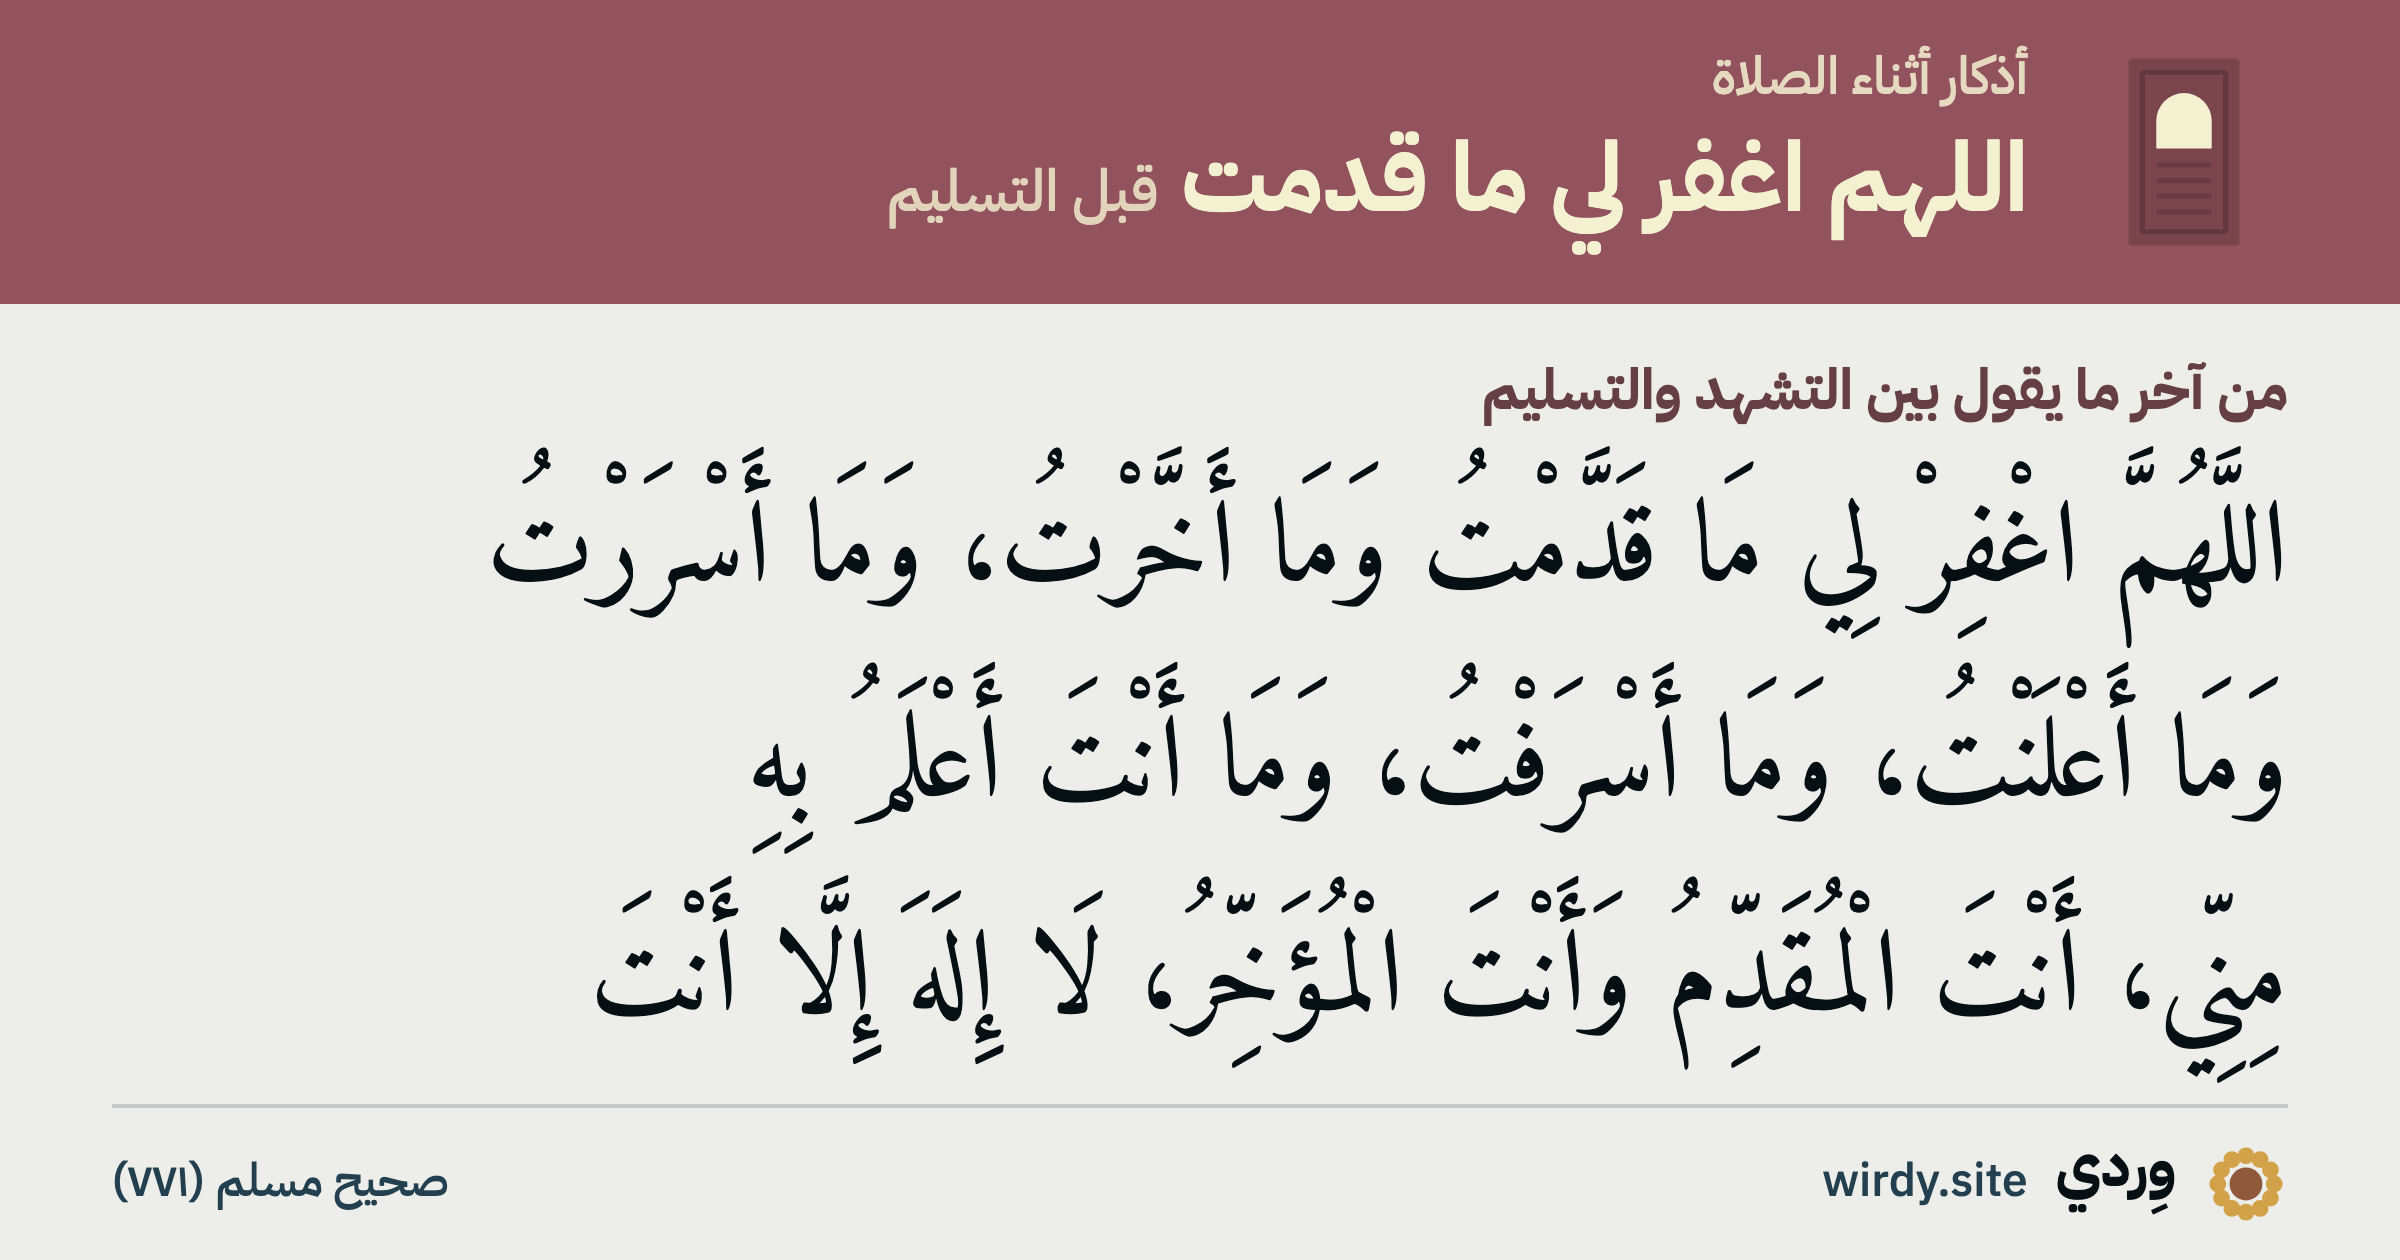 أذكار أثناء الصلاة
اللهم اغفر لي ما قدمت قبل التسليم
من آخر ما يقول بين التشهد والتسليم
اللَّهُمَّ اغْفِرْ لِي مَا قَدَّمْتُ وَمَا أَخَّرْتُ، وَمَا أَسْرَرْتُ
وَمَا أَعْلَنْتُ، وَمَا أَسْرَفْتُ، وَمَا أَنْتَ أَعْلَمُ بِهِ
مِنِّي، أَنْتَ الْمُقَدِّمُ وَأَنْتَ الْمُؤَخِّرُ، لَا إِلَهَ إِلَّا أَنْتَ
وِردي wirdy.site صحيح مسلم (٧٧١)